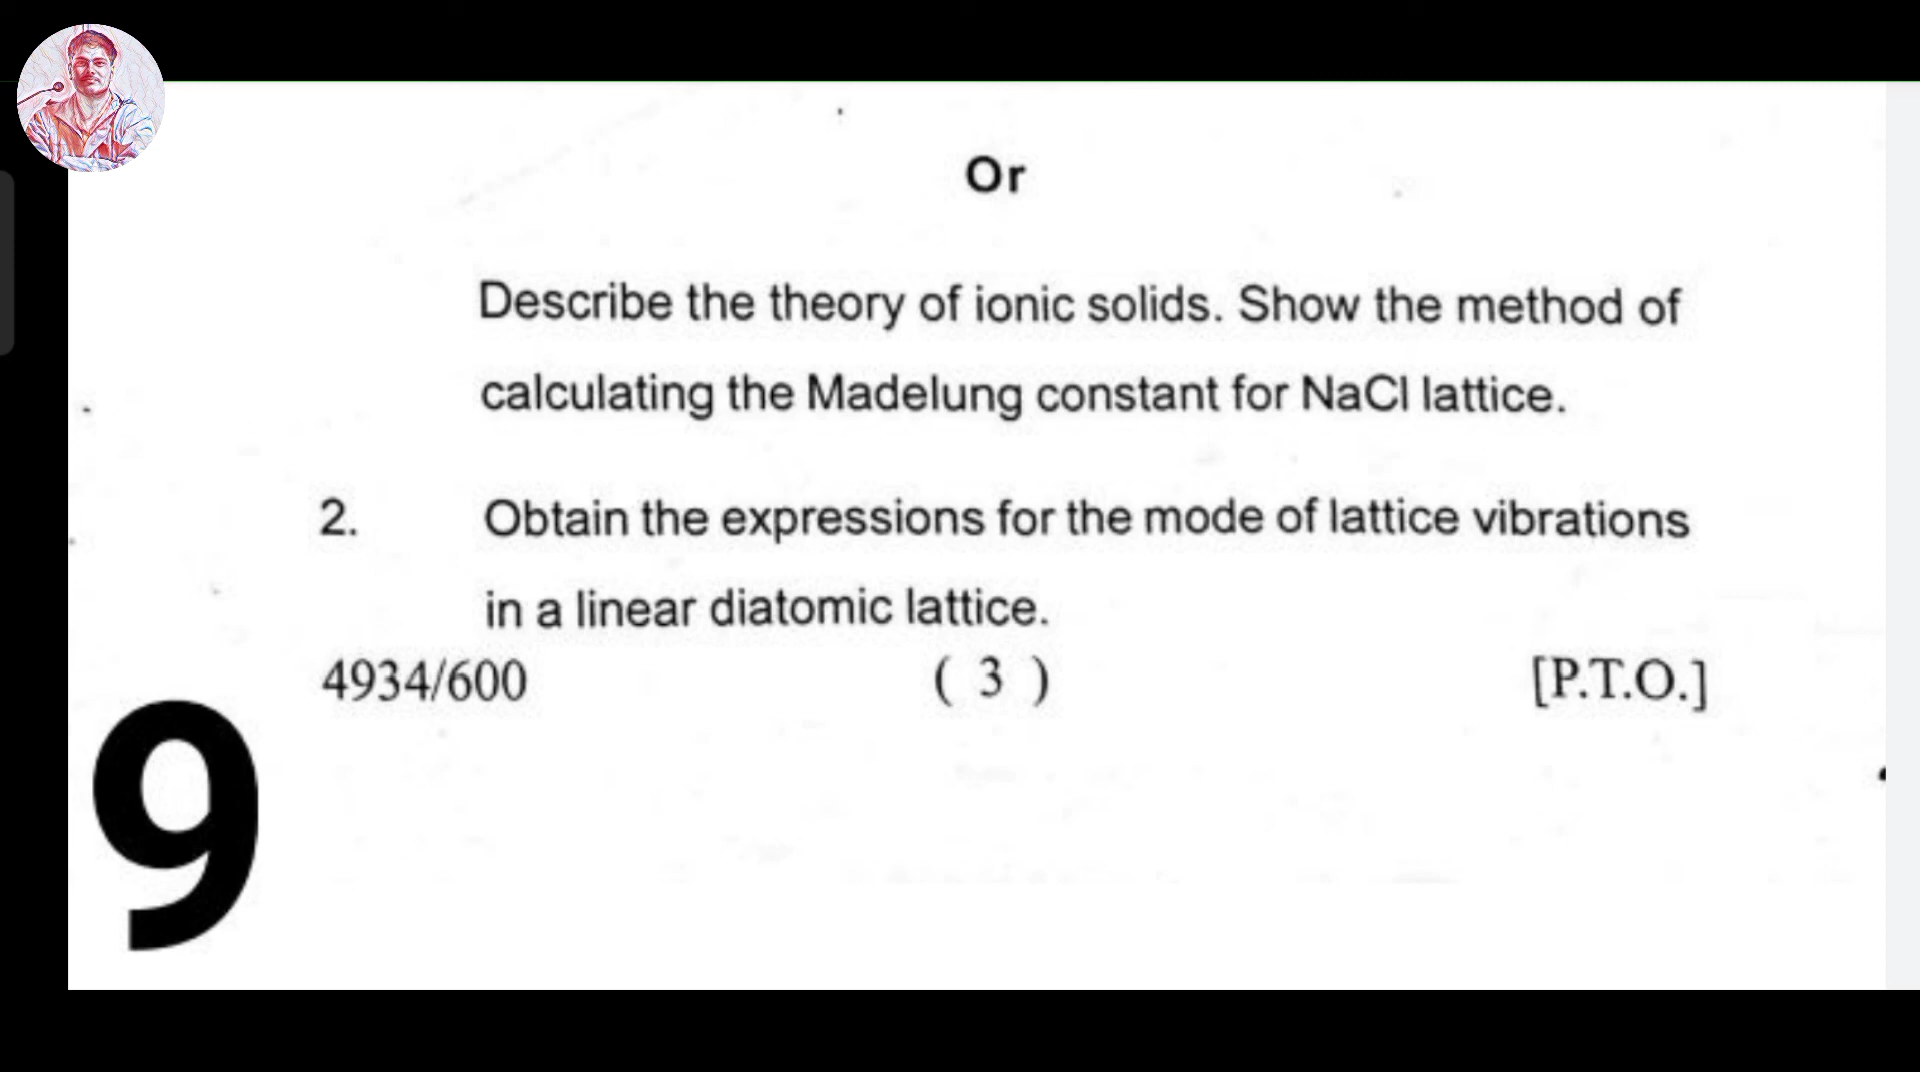 Or
Describe the theory of ionic solids. Show the method of
calculating the Madelung constant for NaCl lattice.
2. Obtain the expressions for the mode of lattice vibrations
in a linear diatomic lattice.
4934/600 ( 3 ) [P.T.O.]
9